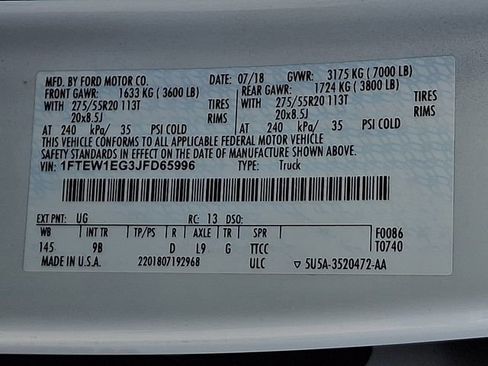 MFD. BY FORD MOTOR CO. DATE: 07/18 GVWR: 3175 KG ( 7000 LB)
FRONT GAWR: 1633 KG ( 3600 LB) REAR GAWR: 1724 KG ( 3800 LB)
WITH 275/55R20 113T TIRES WITH 275/55R20 113T TIRES
20x8.5J RIMS 20x8.5J RIMS
AT 240 kPa/ 35 PSI COLD AT 240 kPa/ 35 PSI COLD
THIS VEHICLE CONFORMS TO ALL APPLICABLE FEDERAL MOTOR VEHICLE
SAFETY STANDARDS IN EFFECT ON THE DATE OF MANUFACTURE SHOWN ABOVE.
VIN: 1FTEW1EG3JFD65996 TYPE: Truck
EXT PNT: UG RC: 13 DSO:
WB INT TR TP/PS R AXLE TR SPR F0086
145 9B D L9 G TTCC T0740
MADE IN U.S.A. 2201807192968 ULC ▽ 5U5A-3520472-AA